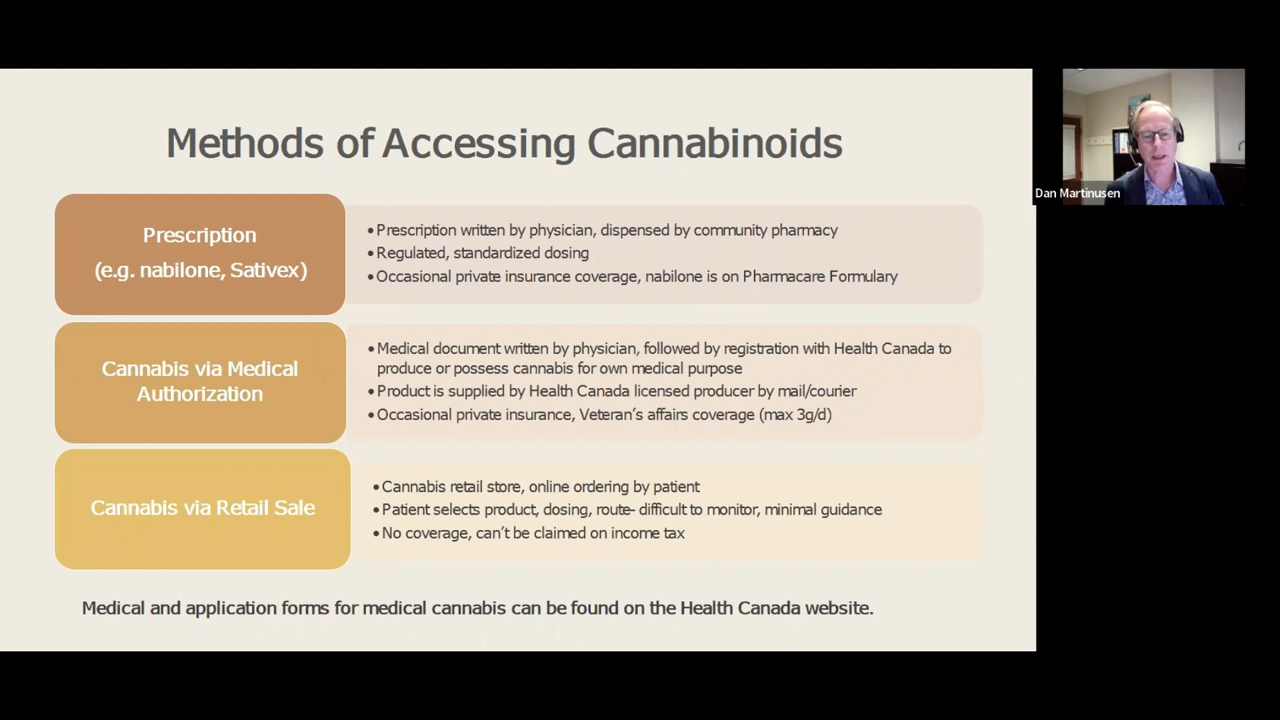 Methods of Accessing Cannabinoids
Prescription
(e.g. nabilone, Sativex)
•Prescription written by physician, dispensed by community pharmacy
•Regulated, standardized dosing
•Occasional private insurance coverage, nabilone is on Pharmacare Formulary
Cannabis via Medical
Authorization
•Medical document written by physician, followed by registration with Health Canada to
produce or possess cannabis for own medical purpose
•Product is supplied by Health Canada licensed producer by mail/courier
•Occasional private insurance, Veteran's affairs coverage (max 3g/d)
Cannabis via Retail Sale
•Cannabis retail store, online ordering by patient
•Patient selects product, dosing, route- difficult to monitor, minimal guidance
•No coverage, can't be claimed on income tax
Medical and application forms for medical cannabis can be found on the Health Canada website.
Dan Martinusen